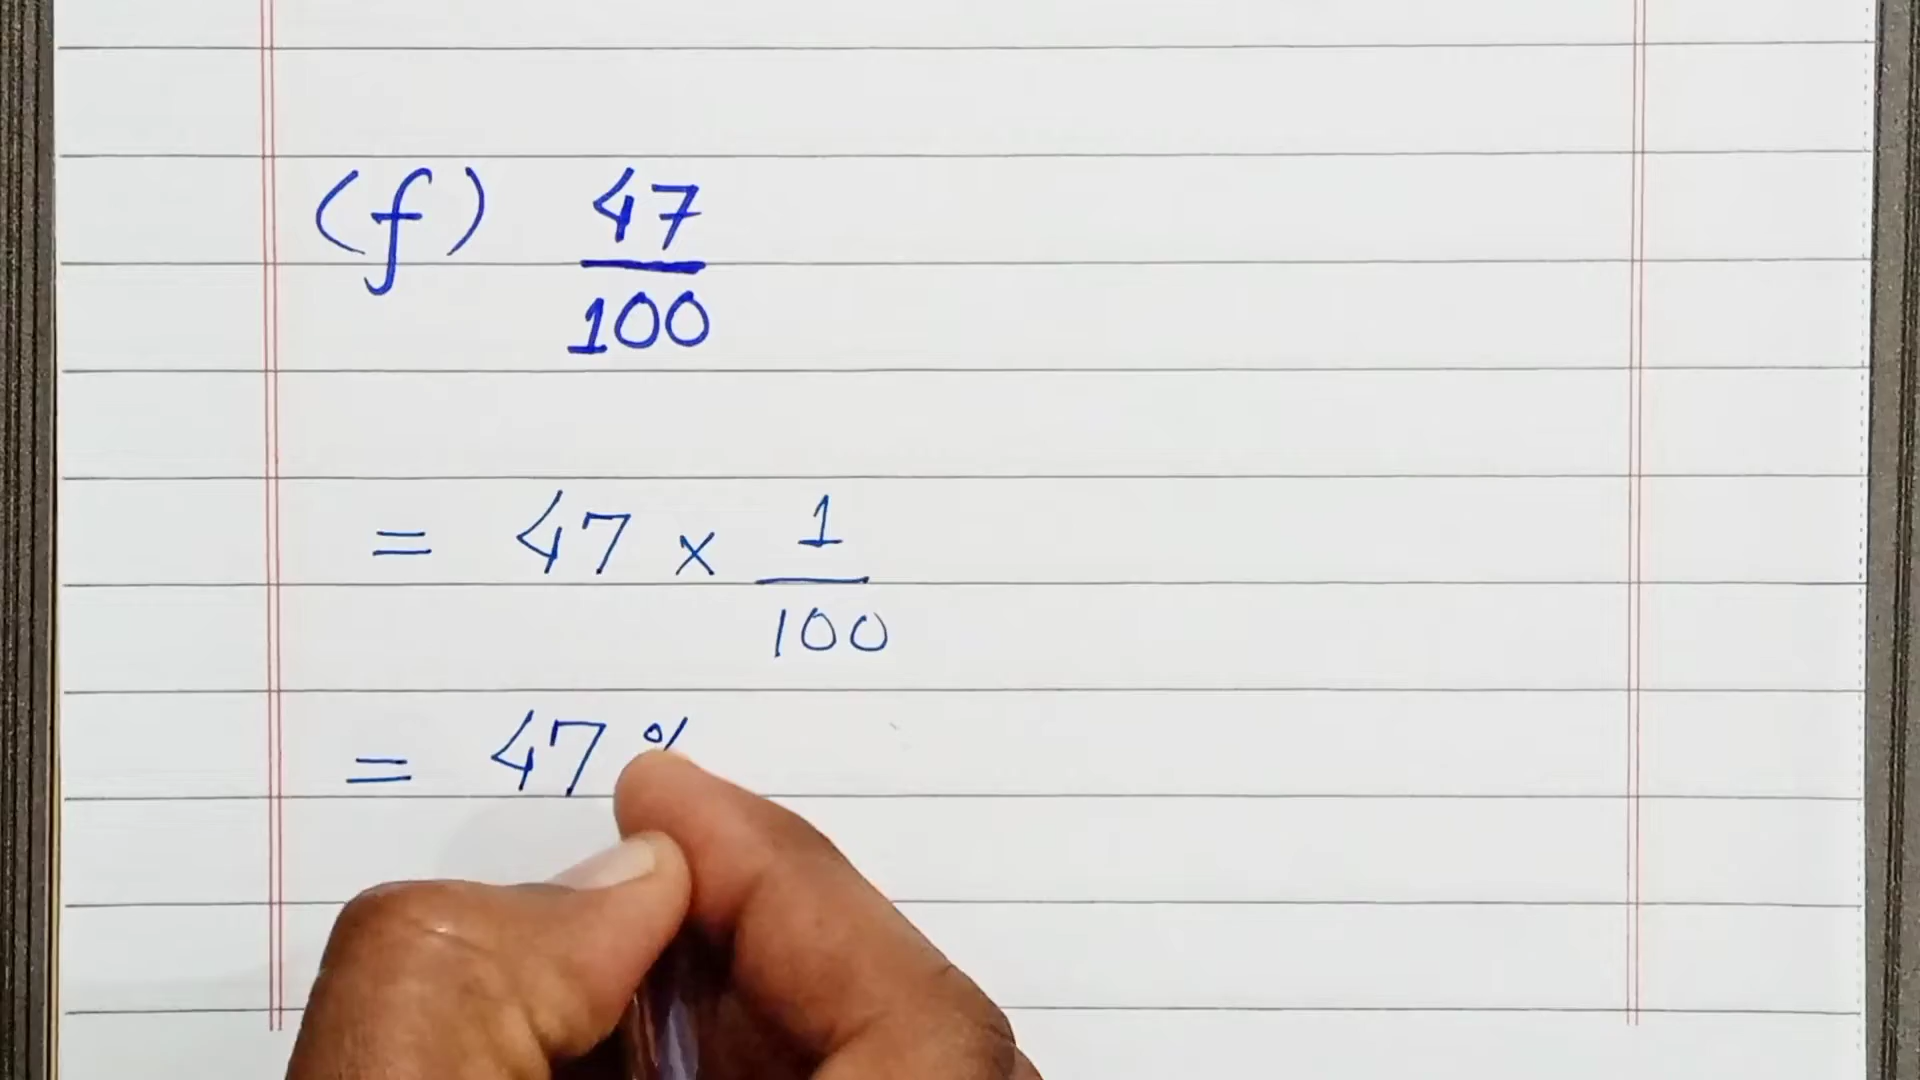 (f) 47/100
= 47 × 1/100
= 47 %